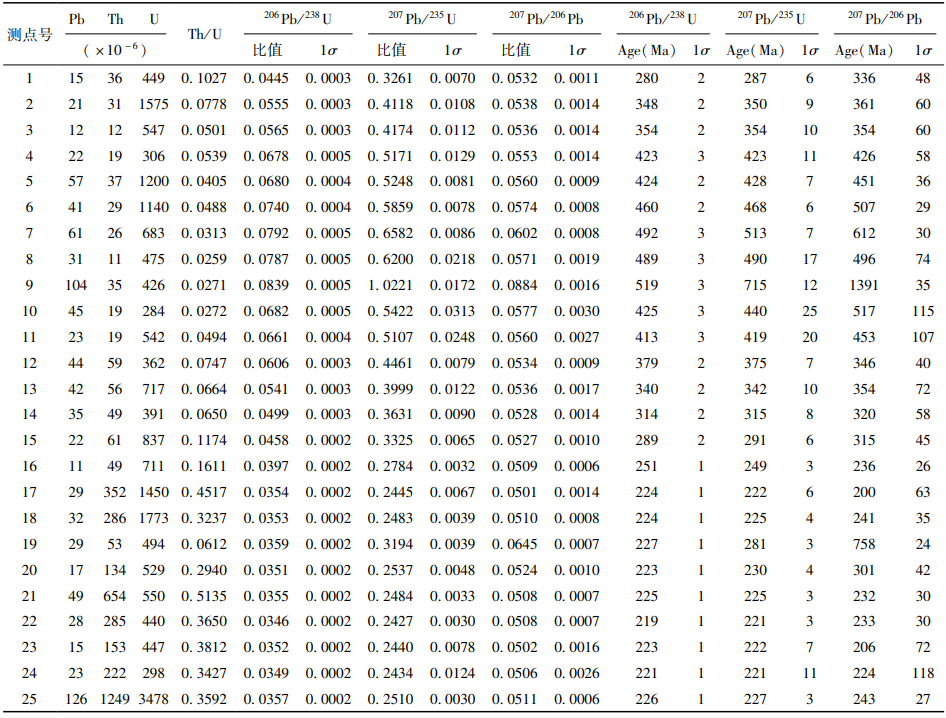 测点号 Pb Th U Th/U 206Pb/238U 207Pb/235U 207Pb/206Pb 206Pb/238U 207Pb/235U 207Pb/206Pb
(×10-6) 比值 1σ 比值 1σ 比值 1σ Age(Ma) 1σ Age(Ma) 1σ Age(Ma) 1σ
1 15 36 449 0.1027 0.0445 0.0003 0.3261 0.0070 0.0532 0.0011 280 2 287 6 336 48
2 21 31 1575 0.0778 0.0555 0.0003 0.4118 0.0108 0.0538 0.0014 348 2 350 9 361 60
3 12 12 547 0.0501 0.0565 0.0003 0.4174 0.0112 0.0536 0.0014 354 2 354 10 354 60
4 22 19 306 0.0539 0.0678 0.0005 0.5171 0.0129 0.0553 0.0014 423 3 423 11 426 58
5 57 37 1200 0.0405 0.0680 0.0004 0.5248 0.0081 0.0560 0.0009 424 2 428 7 451 36
6 41 29 1140 0.0488 0.0740 0.0004 0.5859 0.0078 0.0574 0.0008 460 2 468 6 507 29
7 61 26 683 0.0313 0.0792 0.0005 0.6582 0.0086 0.0602 0.0008 492 3 513 7 612 30
8 31 11 475 0.0259 0.0787 0.0005 0.6200 0.0218 0.0571 0.0019 489 3 490 17 496 74
9 104 35 426 0.0271 0.0839 0.0005 1.0221 0.0172 0.0884 0.0016 519 3 715 12 1391 35
10 45 19 284 0.0272 0.0682 0.0005 0.5422 0.0313 0.0577 0.0030 425 3 440 25 517 115
11 23 19 542 0.0494 0.0661 0.0004 0.5107 0.0248 0.0560 0.0027 413 3 419 20 453 107
12 44 59 362 0.0747 0.0606 0.0003 0.4461 0.0079 0.0534 0.0009 379 2 375 7 346 40
13 42 56 717 0.0664 0.0541 0.0003 0.3999 0.0122 0.0536 0.0017 340 2 342 10 354 72
14 35 49 391 0.0650 0.0499 0.0003 0.3631 0.0090 0.0528 0.0014 314 2 315 8 320 58
15 22 61 837 0.1174 0.0458 0.0002 0.3325 0.0065 0.0527 0.0010 289 2 291 6 315 45
16 11 49 711 0.1611 0.0397 0.0002 0.2784 0.0032 0.0509 0.0006 251 1 249 3 236 26
17 29 352 1450 0.4517 0.0354 0.0002 0.2445 0.0067 0.0501 0.0014 224 1 222 6 200 63
18 32 286 1773 0.3237 0.0353 0.0002 0.2483 0.0039 0.0510 0.0008 224 1 225 4 241 35
19 29 53 494 0.0612 0.0359 0.0002 0.3194 0.0039 0.0645 0.0007 227 1 281 3 758 24
20 17 134 529 0.2940 0.0351 0.0002 0.2537 0.0048 0.0524 0.0010 223 1 230 4 301 42
21 49 654 550 0.5135 0.0355 0.0002 0.2484 0.0033 0.0508 0.0007 225 1 225 3 232 30
22 28 285 440 0.3650 0.0346 0.0002 0.2427 0.0030 0.0508 0.0007 219 1 221 3 233 30
23 15 153 447 0.3812 0.0352 0.0002 0.2440 0.0078 0.0502 0.0016 223 1 222 7 206 72
24 23 222 298 0.3427 0.0349 0.0002 0.2434 0.0124 0.0506 0.0026 221 1 221 11 224 118
25 126 1249 3478 0.3592 0.0357 0.0002 0.2510 0.0030 0.0511 0.0006 226 1 227 3 243 27